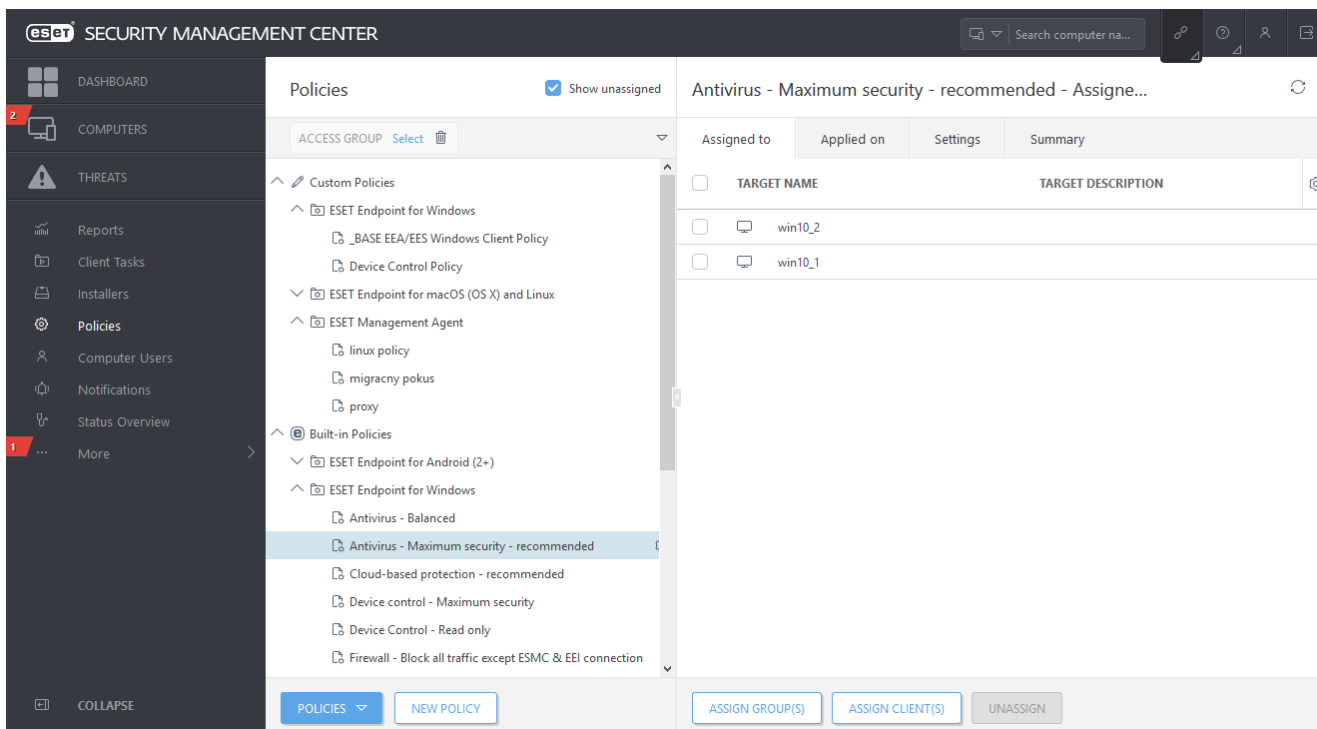 eset SECURITY MANAGEMENT CENTER
Search computer na...
DASHBOARD
2
COMPUTERS
THREATS
Reports
Client Tasks
Installers
Policies
Computer Users
Notifications
Status Overview
1
More
COLLAPSE
Policies
Show unassigned
ACCESS GROUP Select
Custom Policies
ESET Endpoint for Windows
_BASE EEA/EES Windows Client Policy
Device Control Policy
ESET Endpoint for macOS (OS X) and Linux
ESET Management Agent
linux policy
migracny pokus
proxy
Built-in Policies
ESET Endpoint for Android (2+)
ESET Endpoint for Windows
Antivirus - Balanced
Antivirus - Maximum security - recommended
Cloud-based protection - recommended
Device control - Maximum security
Device Control - Read only
Firewall - Block all traffic except ESMC & EEI connection
POLICIES
NEW POLICY
Antivirus - Maximum security - recommended - Assigne...
Assigned to Applied on Settings Summary
TARGET NAME TARGET DESCRIPTION
win10_2
win10_1
ASSIGN GROUP(S) ASSIGN CLIENT(S) UNASSIGN